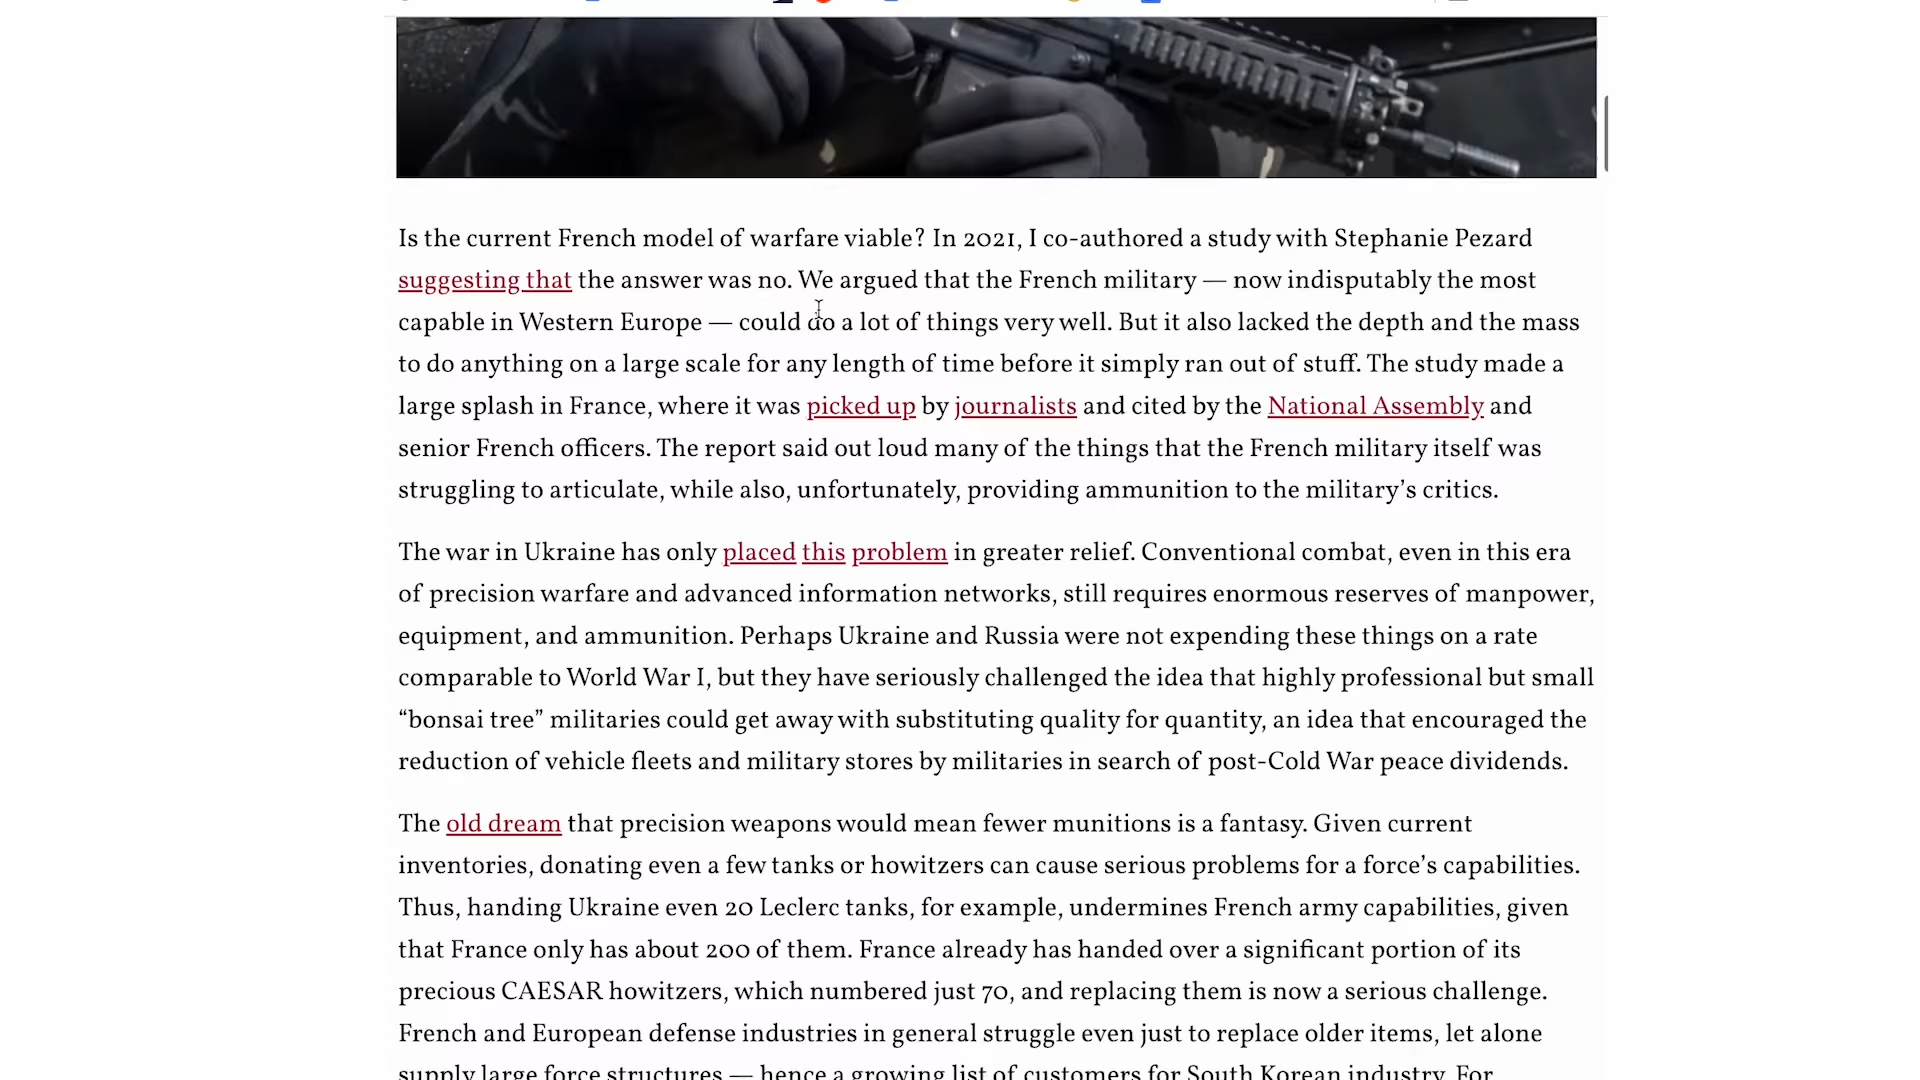 Is the current French model of warfare viable? In 2021, I co-authored a study with Stephanie Pezard
suggesting that the answer was no. We argued that the French military — now indisputably the most
capable in Western Europe — could do a lot of things very well. But it also lacked the depth and the mass
to do anything on a large scale for any length of time before it simply ran out of stuff. The study made a
large splash in France, where it was picked up by journalists and cited by the National Assembly and
senior French officers. The report said out loud many of the things that the French military itself was
struggling to articulate, while also, unfortunately, providing ammunition to the military’s critics.
The war in Ukraine has only placed this problem in greater relief. Conventional combat, even in this era
of precision warfare and advanced information networks, still requires enormous reserves of manpower,
equipment, and ammunition. Perhaps Ukraine and Russia were not expending these things on a rate
comparable to World War I, but they have seriously challenged the idea that highly professional but small
“bonsai tree” militaries could get away with substituting quality for quantity, an idea that encouraged the
reduction of vehicle fleets and military stores by militaries in search of post-Cold War peace dividends.
The old dream that precision weapons would mean fewer munitions is a fantasy. Given current
inventories, donating even a few tanks or howitzers can cause serious problems for a force’s capabilities.
Thus, handing Ukraine even 20 Leclerc tanks, for example, undermines French army capabilities, given
that France only has about 200 of them. France already has handed over a significant portion of its
precious CAESAR howitzers, which numbered just 70, and replacing them is now a serious challenge.
French and European defense industries in general struggle even just to replace older items, let alone
supply large force structures — hence a growing list of customers for South Korean industry. For